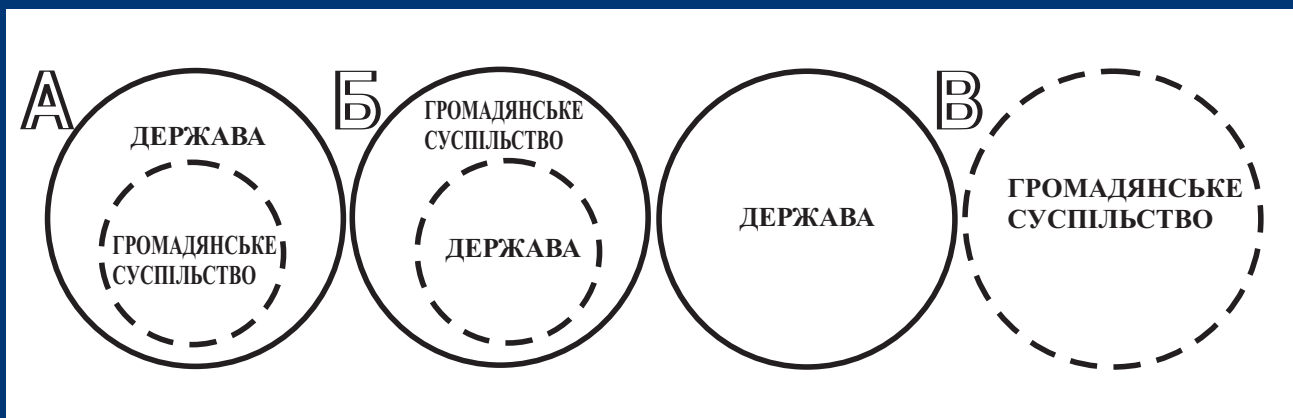 А
ДЕРЖАВА
ГРОМАДЯНСЬКЕ
СУСПІЛЬСТВО
Б
ГРОМАДЯНСЬКЕ
СУСПІЛЬСТВО
ДЕРЖАВА
ДЕРЖАВА
В
ГРОМАДЯНСЬКЕ
СУСПІЛЬСТВО